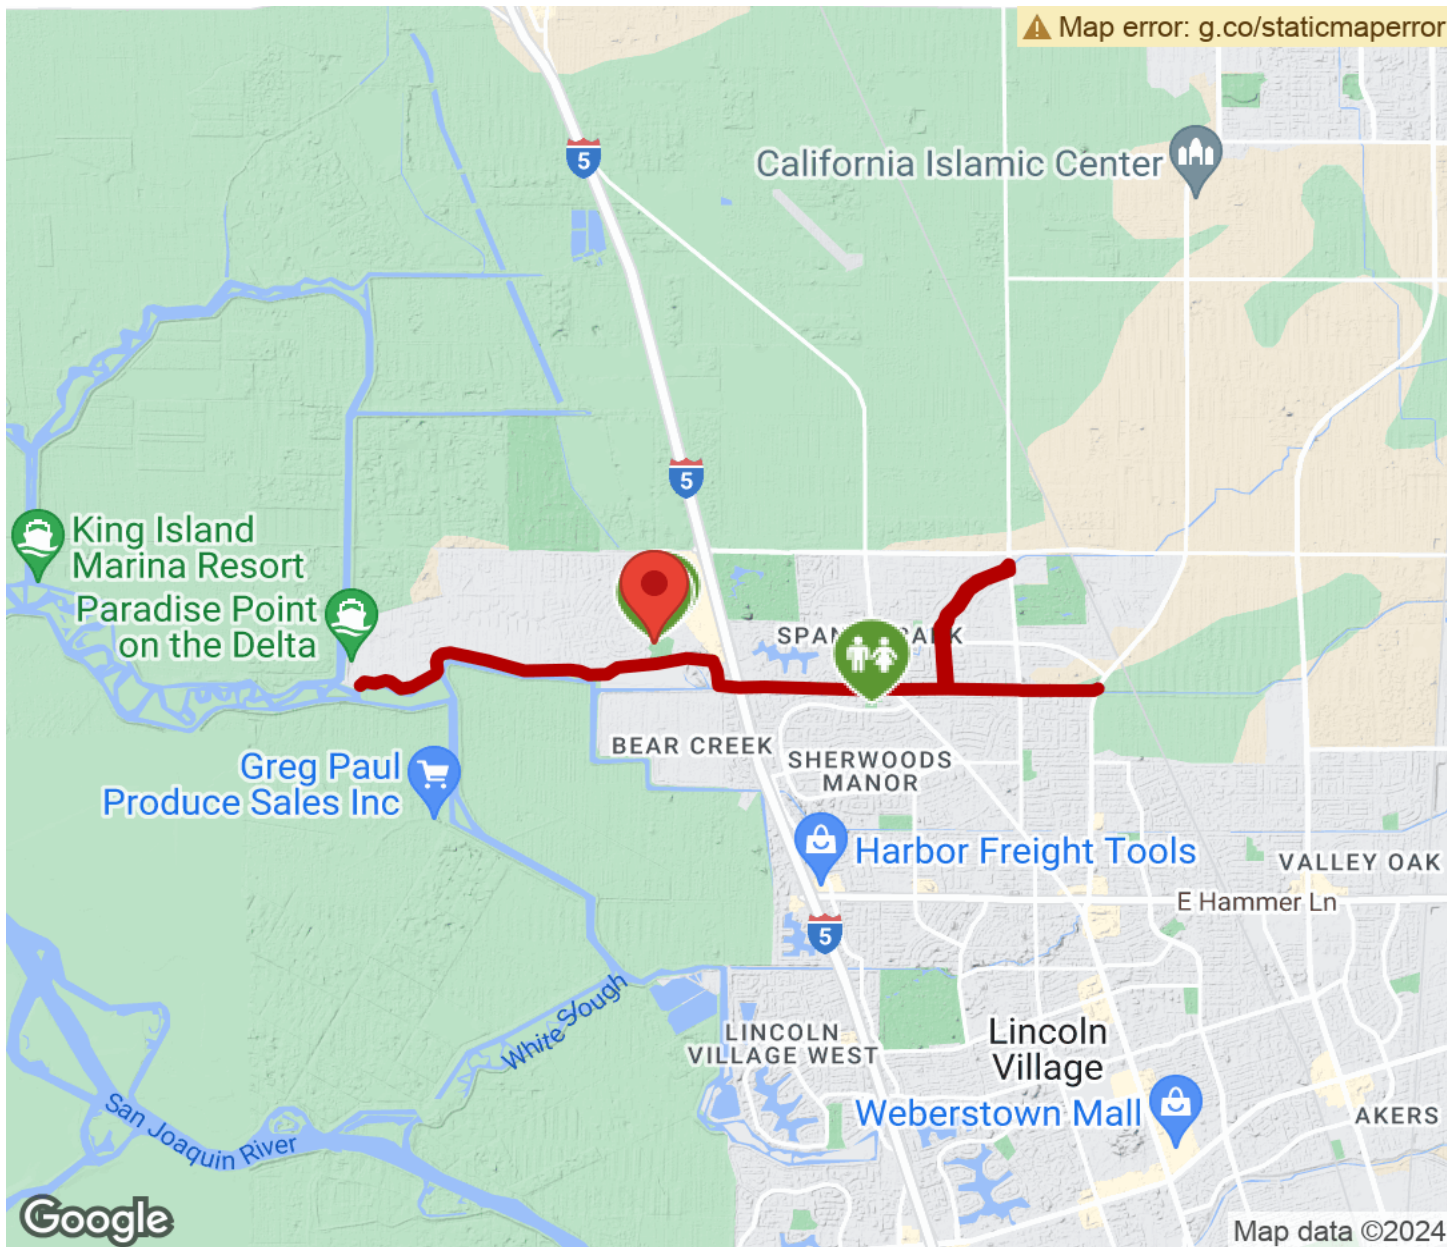 Map error: g.co/staticmaperror
5
California Islamic Center
5
King Island
Marina Resort
Paradise Point
on the Delta
BEAR CREEK
SHERWOODS
MANOR
Greg Paul
Produce Sales Inc
Harbor Freight Tools
VALLEY OAK
E Hammer Ln
5
White Slough
LINCOLN
VILLAGE WEST
Lincoln
Village
Weberstown Mall
AKERS
San Joaquin River
Google
Map data ©2024